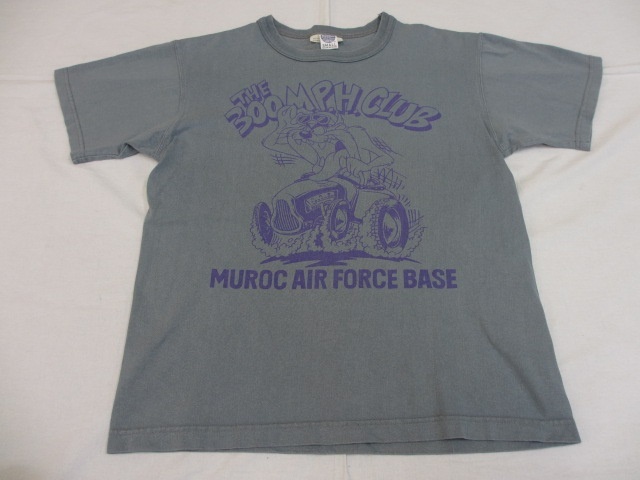 THE
300 M.P.H. CLUB
MUROC AIR FORCE BASE